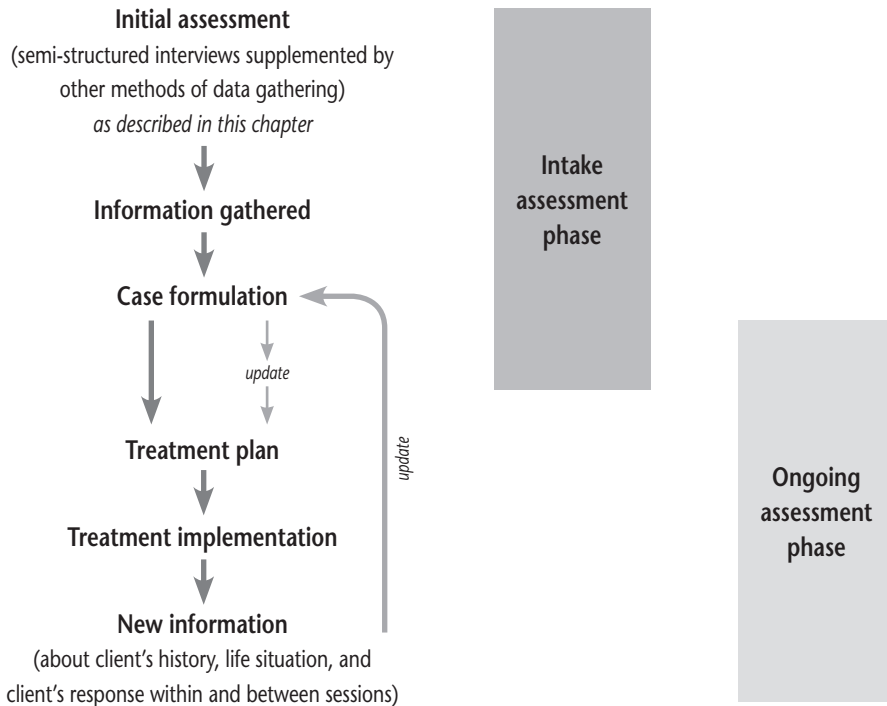 Initial assessment
(semi-structured interviews supplemented by
other methods of data gathering)
as described in this chapter
Information gathered
Case formulation
update
Treatment plan
Treatment implementation
New information
(about client’s history, life situation, and
client’s response within and between sessions)
update
Intake
assessment
phase
Ongoing
assessment
phase